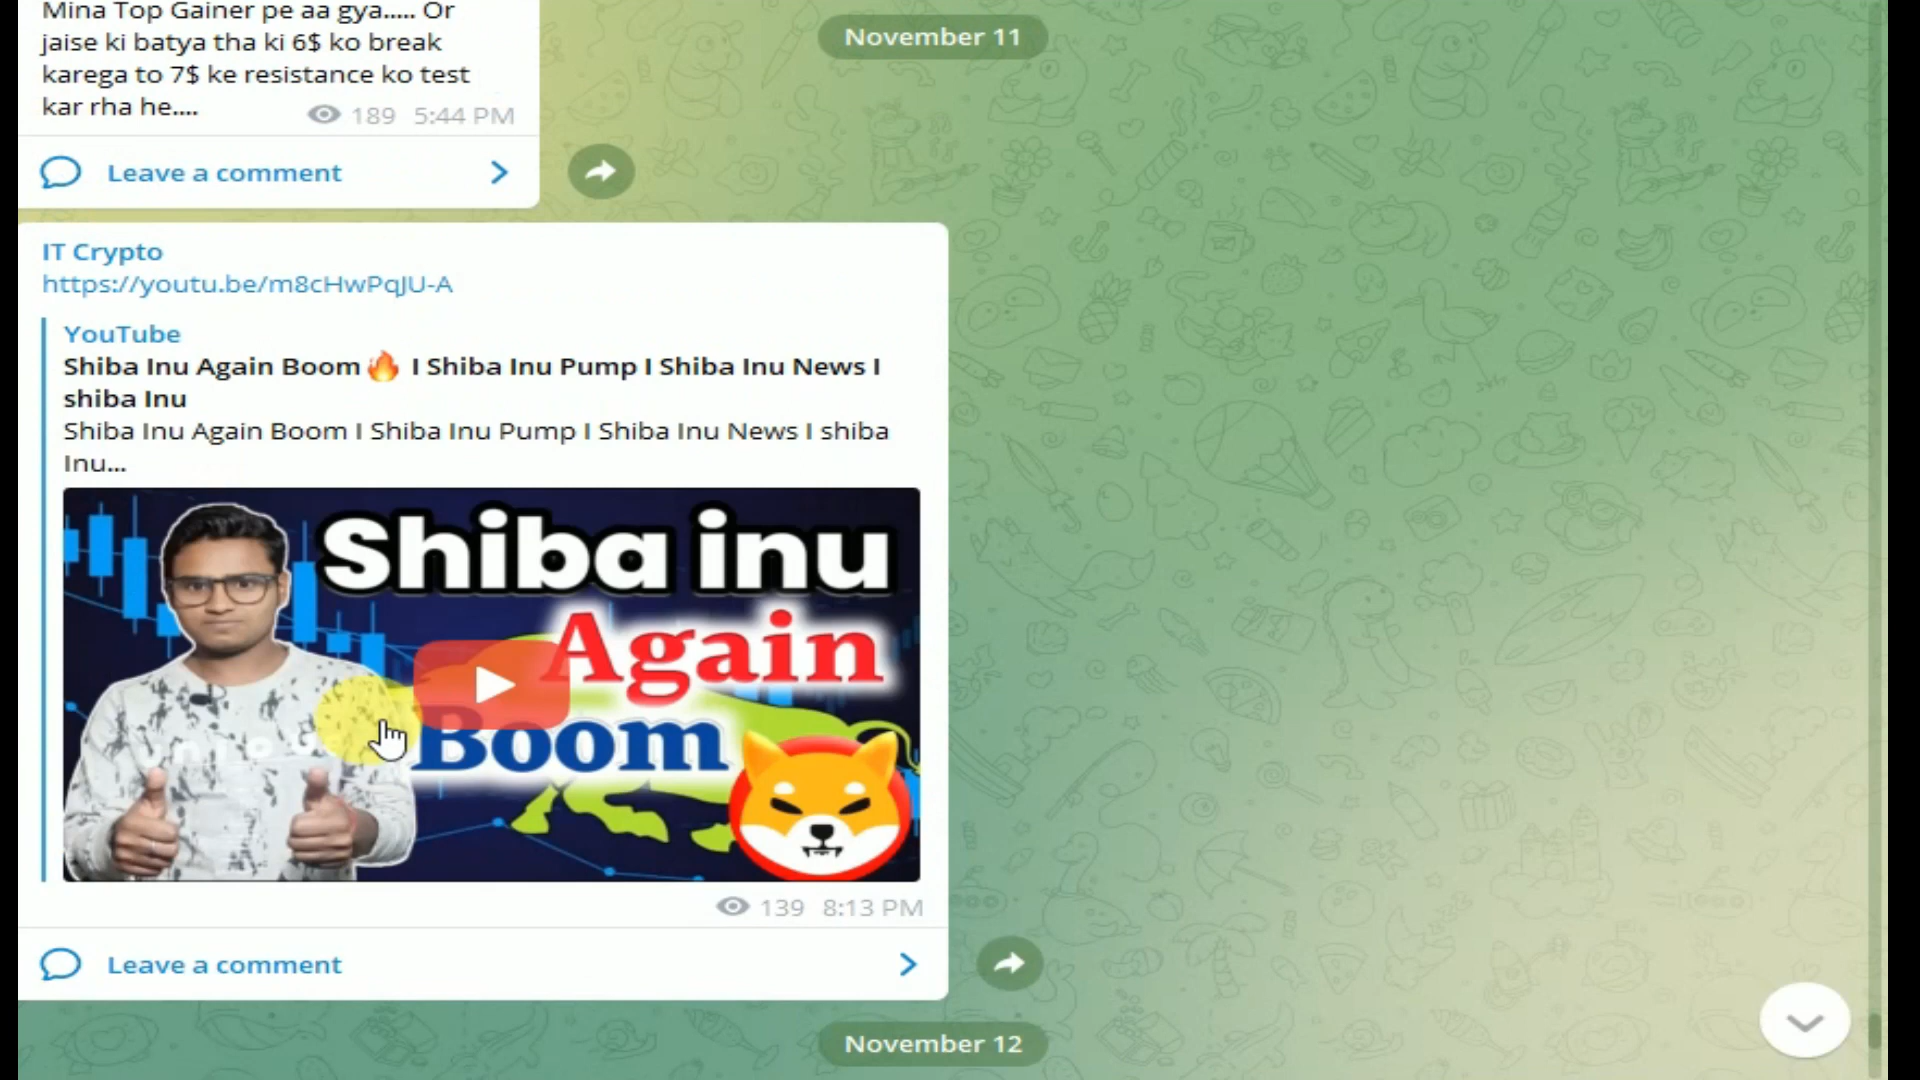 Mina Top Gainer pe aa gya..... Or
jaise ki batya tha ki 6$ ko break
karega to 7$ ke resistance ko test
kar rha he....
189 5:44 PM
Leave a comment
November 11
IT Crypto
https://youtu.be/m8cHwPqJU-A
YouTube
Shiba Inu Again Boom🔥 I Shiba Inu Pump I Shiba Inu News I
shiba Inu
Shiba Inu Again Boom I Shiba Inu Pump I Shiba Inu News I shiba
Inu...
Shiba inu
Again
Boom
139 8:13 PM
Leave a comment
November 12